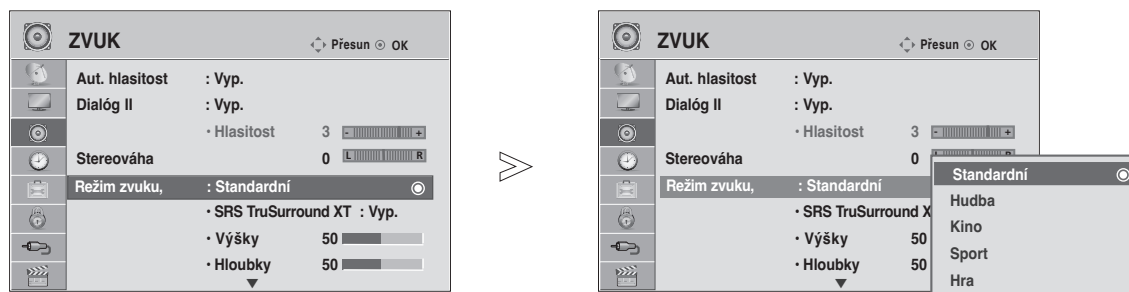 ZVUK
Přesun OK
Aut. hlasitost : Vyp.
Dialóg II : Vyp.
• Hlasitost 3 - +
Stereováha 0 L R
Režim zvuku, : Standardní
• SRS TruSurround XT : Vyp.
• Výšky 50
• Hloubky 50
ZVUK
Přesun OK
Aut. hlasitost : Vyp.
Dialóg II : Vyp.
• Hlasitost 3 - +
Stereováha 0 L R
Režim zvuku, : Standardní
• SRS TruSurround X
• Výšky 50
• Hloubky 50
Standardní
Hudba
Kino
Sport
Hra